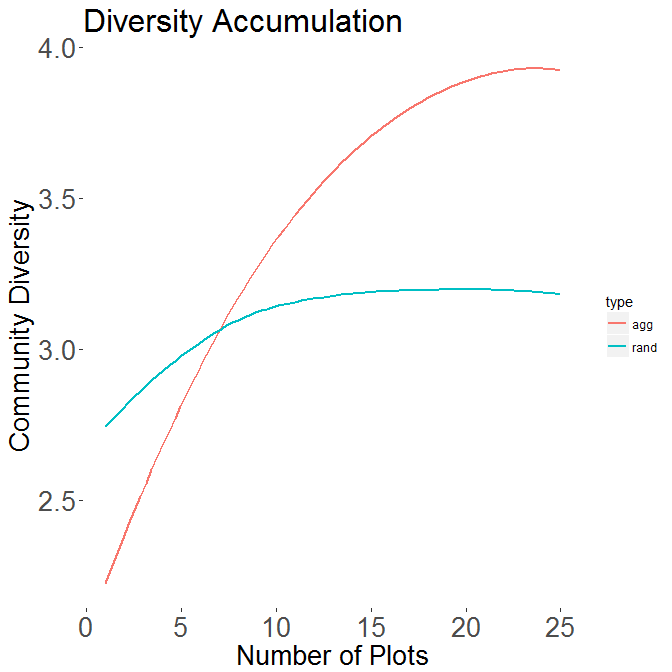 Diversity Accumulation
4.0
3.5
3.0
2.5
Community Diversity
0 5 10 15 20 25
Number of Plots
type
agg
rand